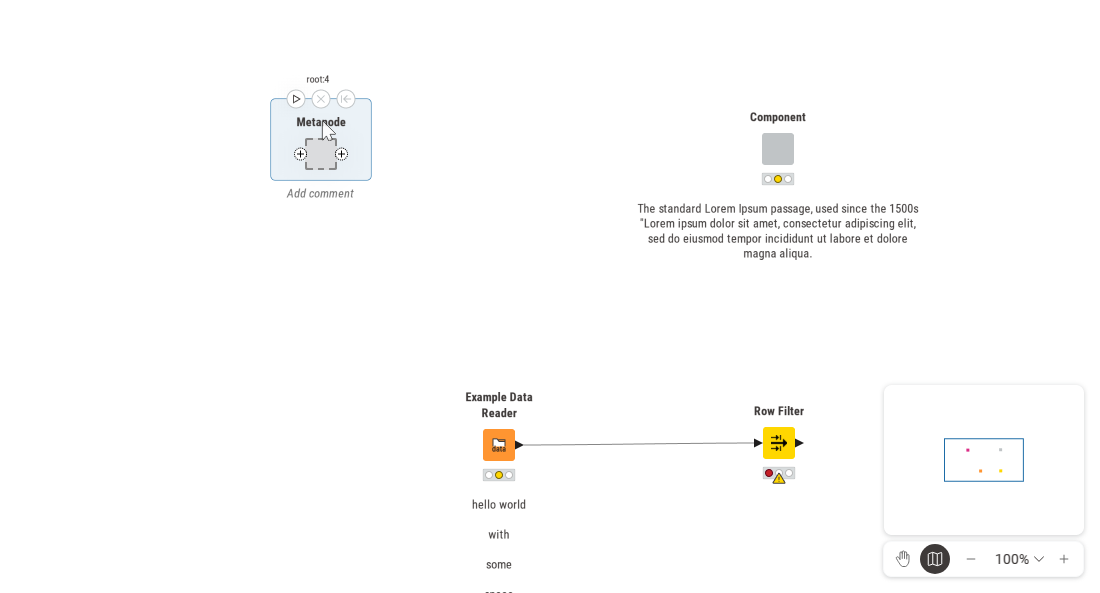 root:4
Metanode
Add comment
Component
The standard Lorem Ipsum passage, used since the 1500s
"Lorem ipsum dolor sit amet, consectetur adipiscing elit,
sed do eiusmod tempor incididunt ut labore et dolore
magna aliqua.
Example Data
Reader
data
hello world
with
some
Row Filter
100%